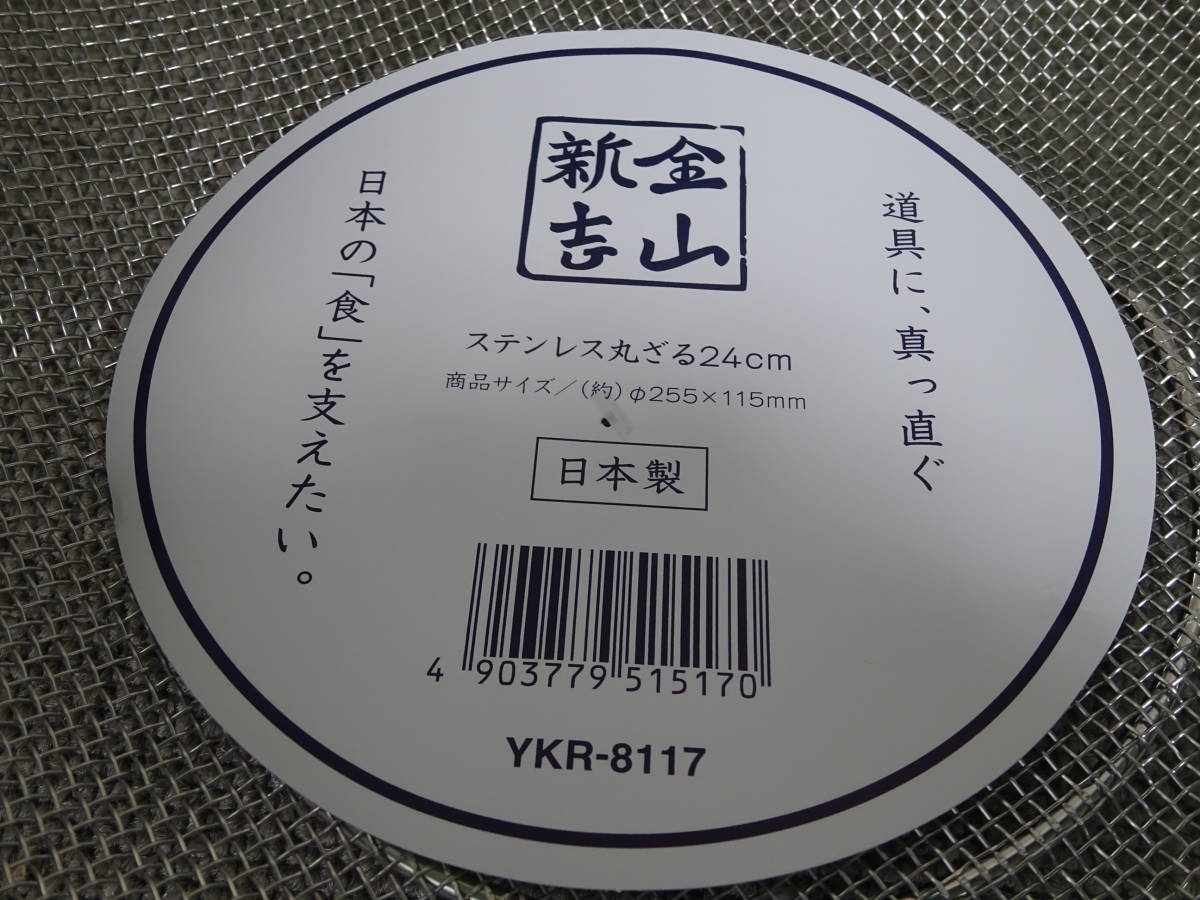 金山
新吉
道具に、真っ直ぐ
日本の「食」を支えたい。
ステンレス丸ざる24cm
商品サイズ／(約)φ255×115mm
日本製
4 903779 515170
YKR-8117